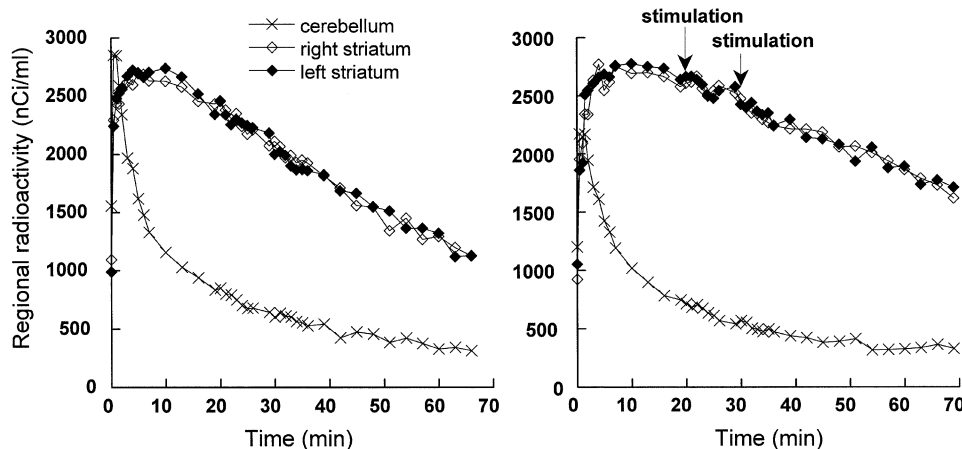 stimulation
stimulation
cerebellum
right striatum
left striatum
Regional radioactivity (nCi/ml)
3000
2500
2000
1500
1000
500
0
0 10 20 30 40 50 60 70
Time (min)
3000
2500
2000
1500
1000
500
0
0 10 20 30 40 50 60 70
Time (min)